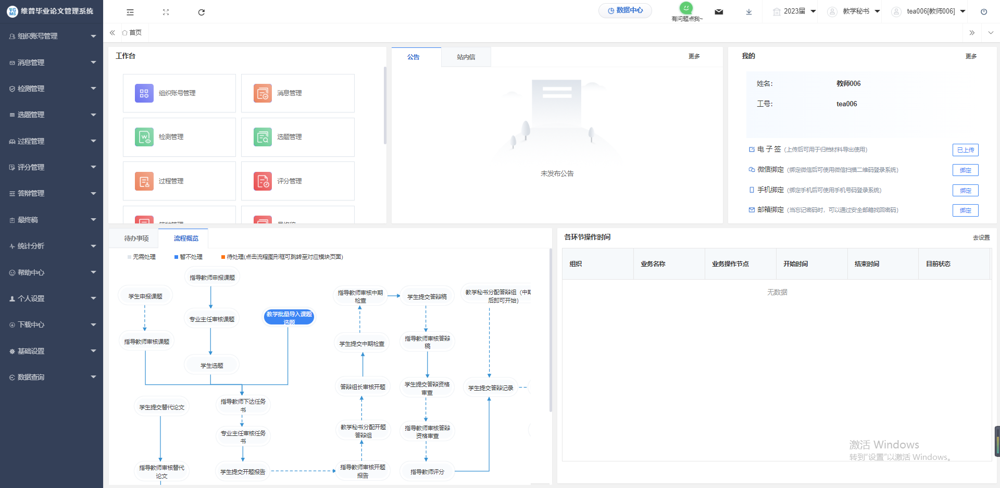 维普毕业论文管理系统
数据中心
有问题点我~
2023届
教学秘书
tea006[教师006]
首页
组织账号管理
消息管理
检测管理
选题管理
过程管理
评分管理
答辩管理
最终稿
统计分析
帮助中心
个人设置
下载中心
基础设置
数据查询
工作台
组织账号管理
消息管理
检测管理
选题管理
过程管理
评分管理
答辩管理
最终稿
公告
站内信
更多
未发布公告
我的
更多
姓名：
教师006
工号：
tea006
电 子 签 (上传后可用于归档材料导出使用)
已上传
微信绑定 (绑定微信后可使用微信扫描二维码登录系统)
绑定
手机绑定 (绑定手机后可使用手机号码登录系统)
绑定
邮箱绑定 (当忘记密码时，可以通过安全邮箱找回密码)
绑定
待办事项
流程概览
无需处理
暂不处理
待处理(点击流程图形框可跳转至对应模块页面)
指导教师申报课题
学生申报课题
专业主任审核课题
教学批量导入课题
选题
指导教师审核课题
学生选题
指导教师下达任务
书
学生提交替代论文
专业主任审核任务
书
指导教师审核替代
论文
学生提交开题报告
指导教师审核中期
检查
学生提交中期检查
答辩组长审核开题
教学秘书分配开题
答辩组
指导教师审核开题
报告
学生提交答辩稿
指导教师审核答辩
稿
学生提交答辩资格
审查
指导教师审核答辩
资格审查
指导教师评分
教学秘书分配答辩组（中期
后即可开始）
学生提交答辩记录
各环节操作时间
去设置
组织
业务名称
业务操作节点
开始时间
结束时间
目前状态
无数据
激活 Windows
转到“设置”以激活 Windows。